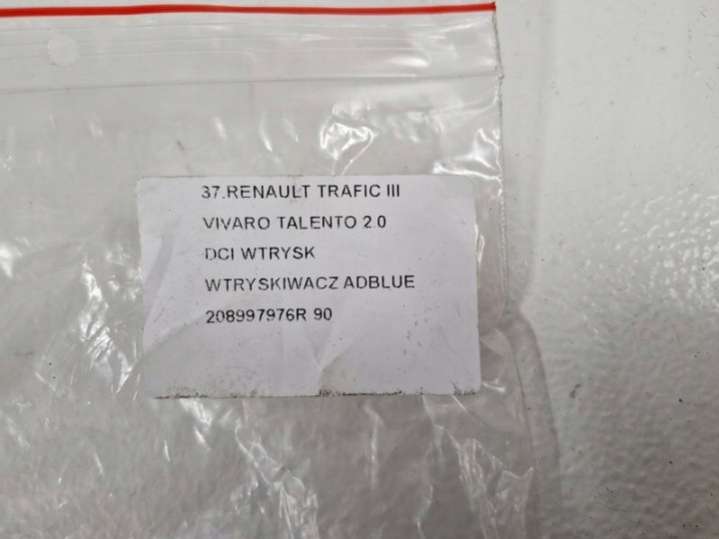 37.RENAULT TRAFIC III
VIVARO TALENTO 2.0
DCI WTRYSK
WTRYSKIWACZ ADBLUE
208997976R 90